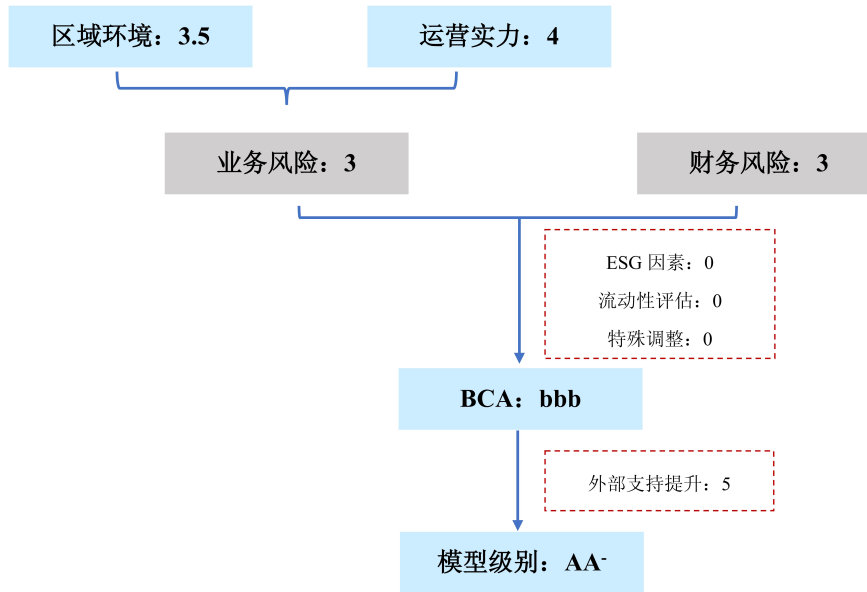 区域环境：3.5
运营实力：4
业务风险：3
财务风险：3
ESG 因素：0
流动性评估：0
特殊调整：0
BCA：bbb
外部支持提升：5
模型级别：AA-